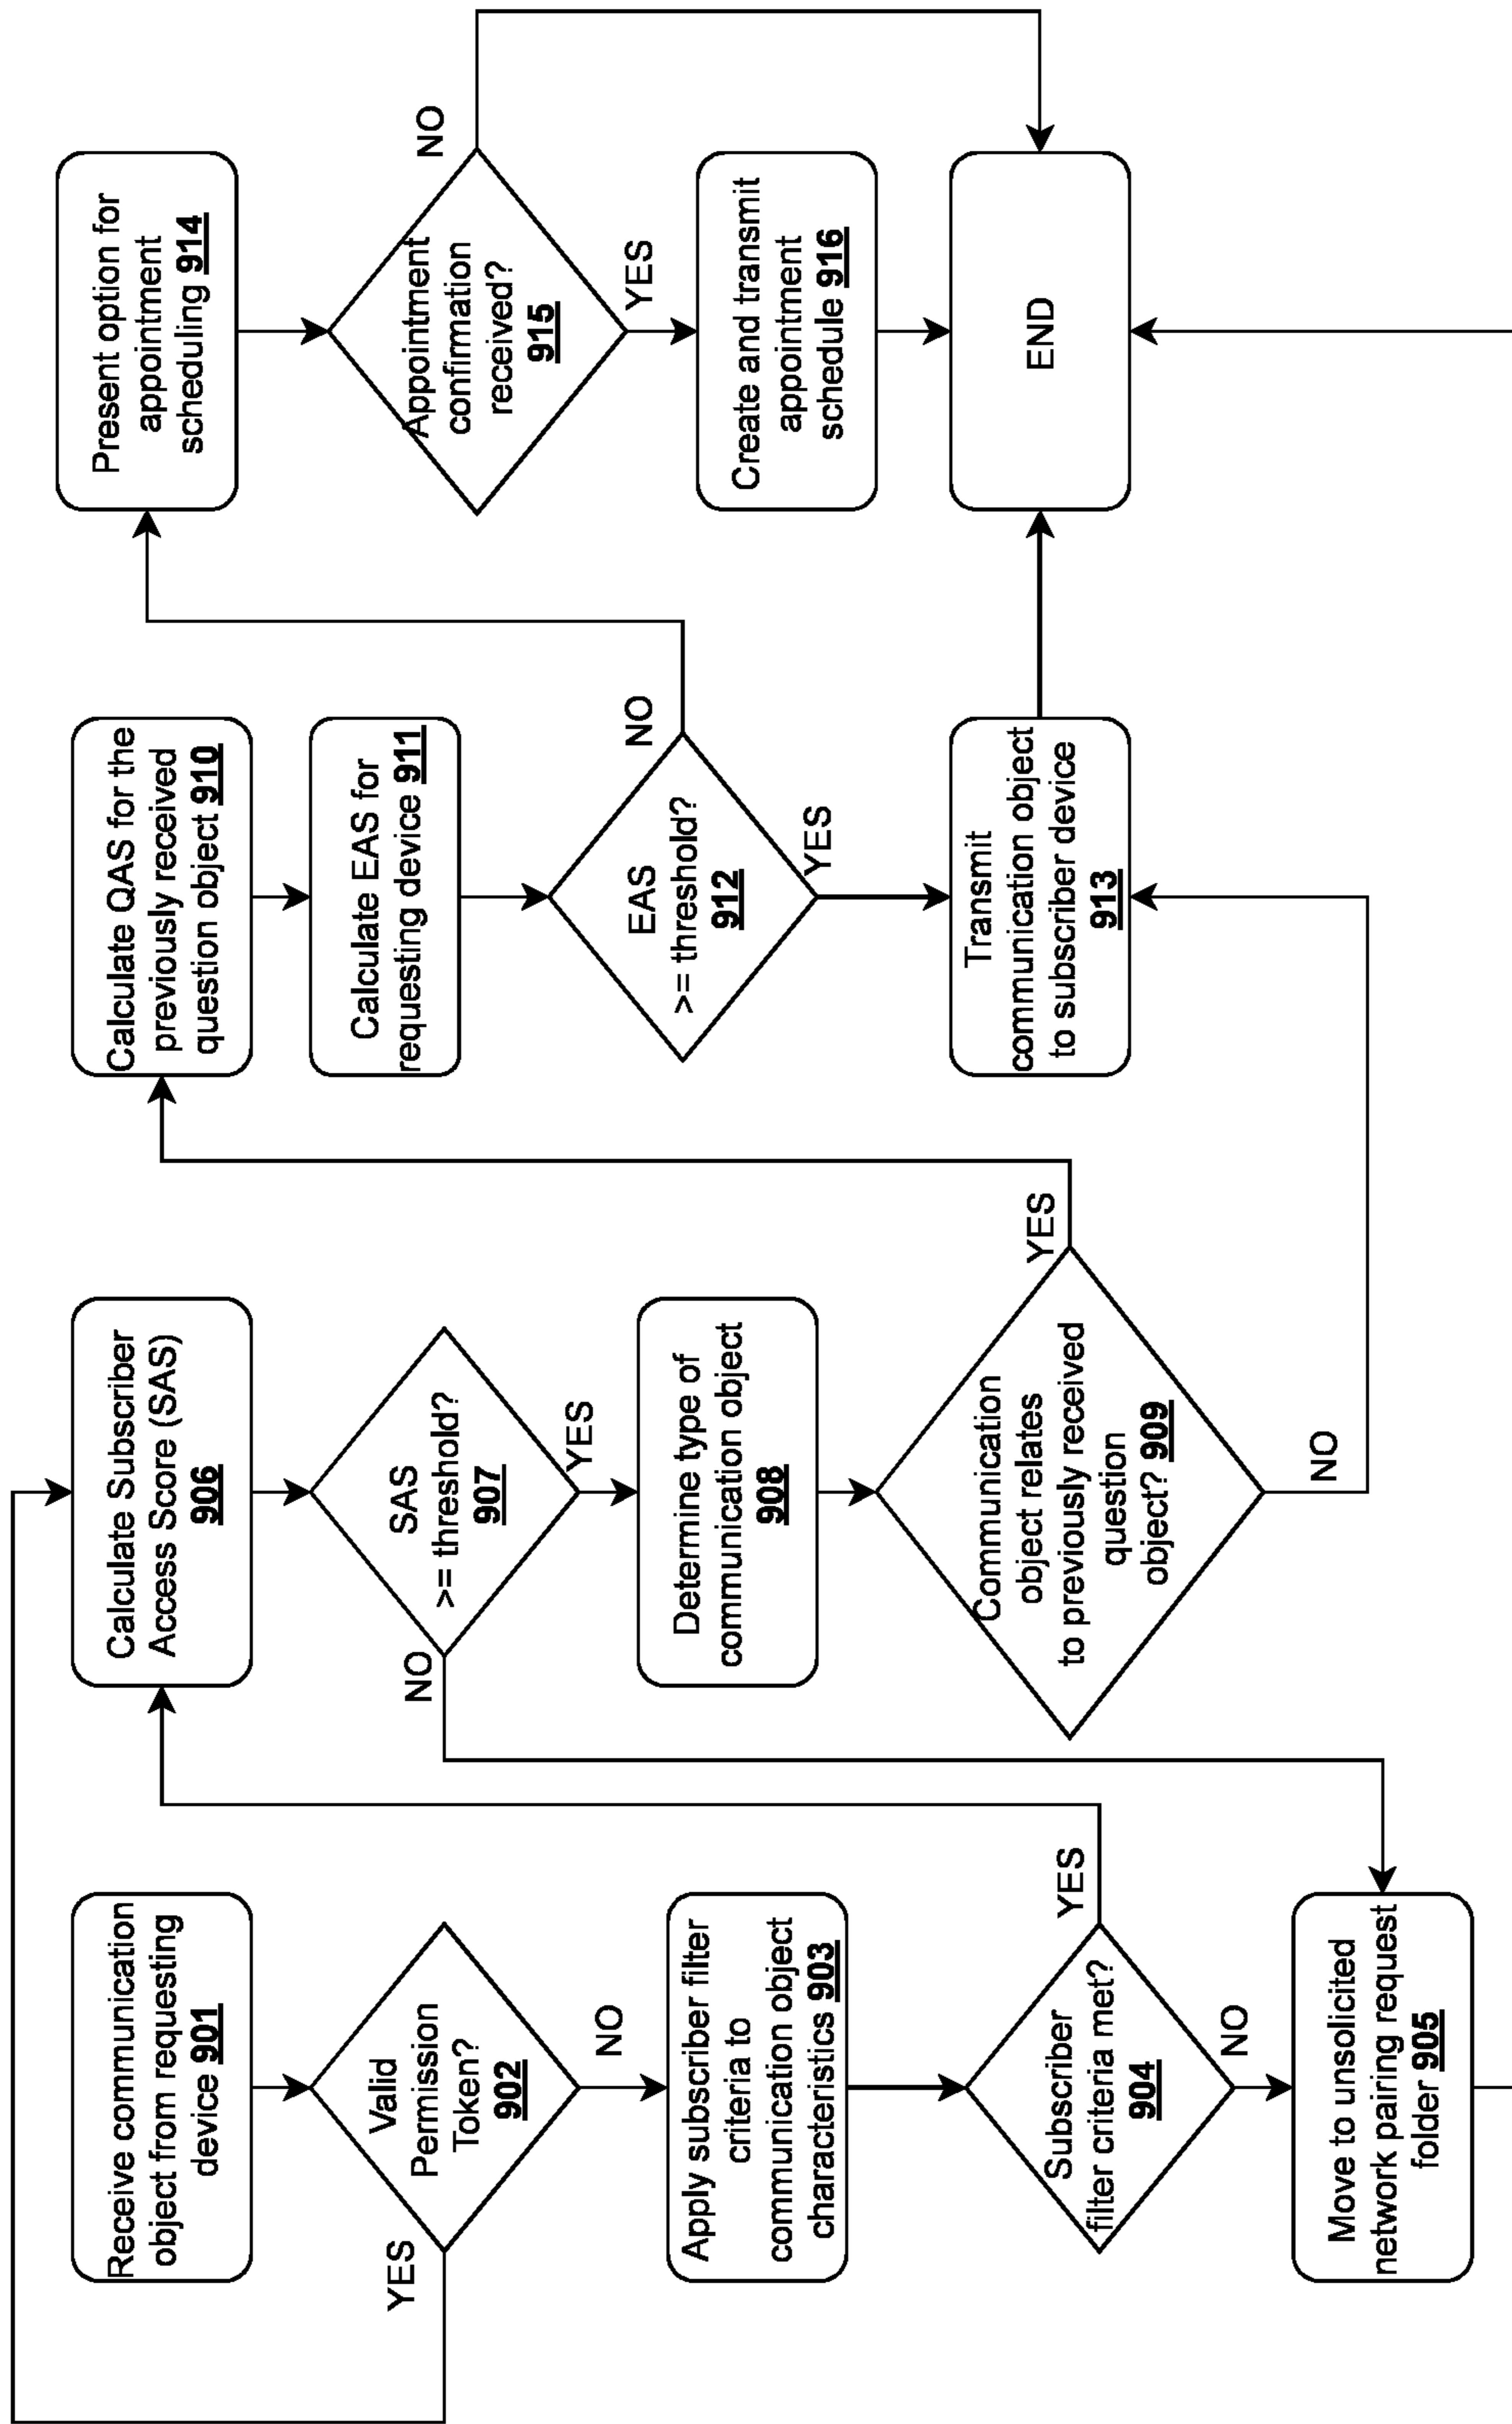 Receive communication
object from requesting
device 901
Valid
Permission
Token?
902
YES
NO
Apply subscriber filter
criteria to
communication object
characteristics 903
Subscriber
filter criteria met?
904
YES
NO
Move to unsolicited
network pairing request
folder 905
Calculate Subscriber
Access Score (SAS)
906
SAS
>= threshold?
907
NO
YES
Determine type of
communication object
908
Communication
object relates
to previously received
question
object? 909
YES
NO
Calculate QAS for the
previously received
question object 910
Calculate EAS for
requesting device 911
EAS
>= threshold?
912
NO
YES
Transmit
communication object
to subscriber device
913
Present option for
appointment
scheduling 914
Appointment
confirmation
received?
915
NO
YES
Create and transmit
appointment
schedule 916
END